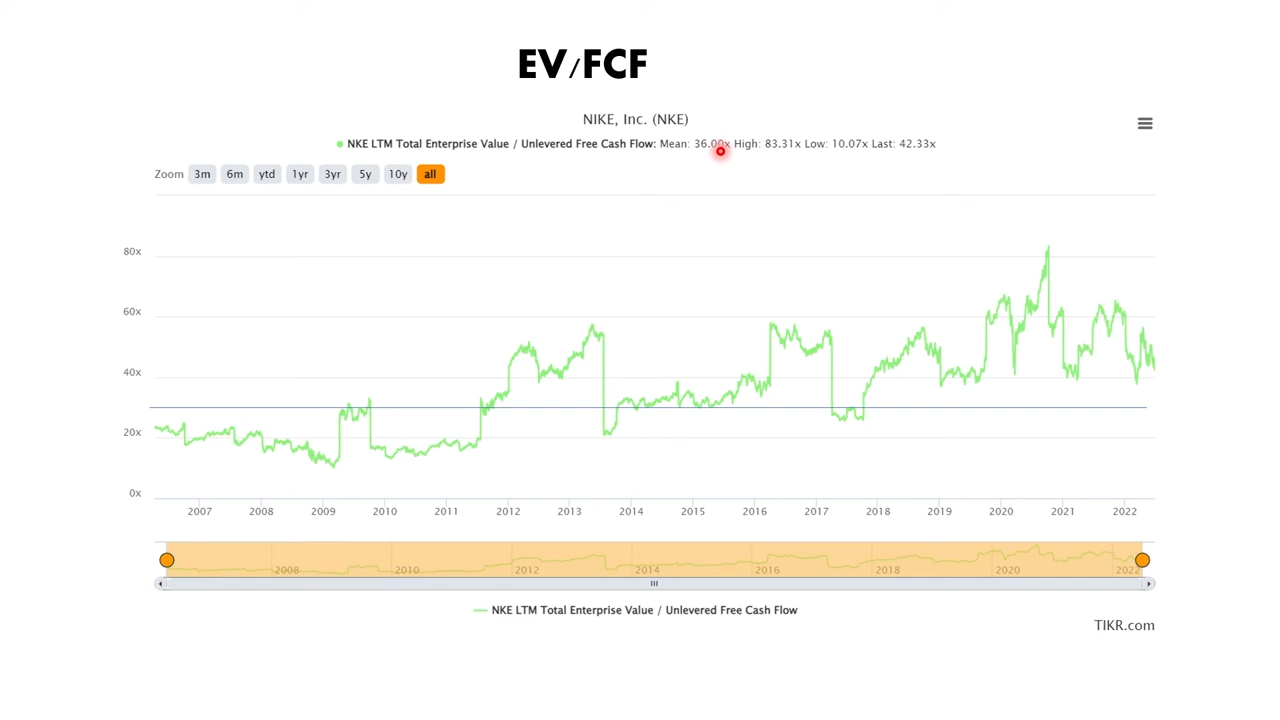 EV/FCF
NIKE, Inc. (NKE)
NKE LTM Total Enterprise Value / Unlevered Free Cash Flow: Mean: 36.00x High: 83.31x Low: 10.07x Last: 42.33x
Zoom 3m 6m ytd 1yr 3yr 5y 10y all
80x
60x
40x
20x
0x
2007 2008 2009 2010 2011 2012 2013 2014 2015 2016 2017 2018 2019 2020 2021 2022
2008 2010 2012 2014 2016 2018 2020 2022
NKE LTM Total Enterprise Value / Unlevered Free Cash Flow
TIKR.com